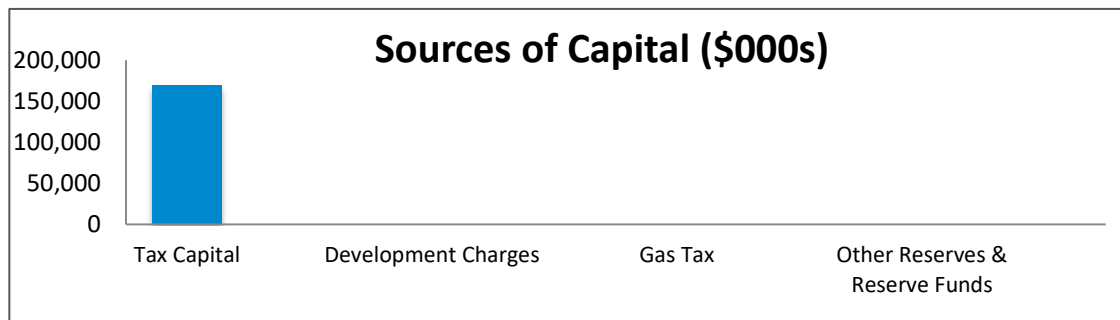 Sources of Capital ($000s)
200,000
150,000
100,000
50,000
0
Tax Capital
Development Charges
Gas Tax
Other Reserves &
Reserve Funds